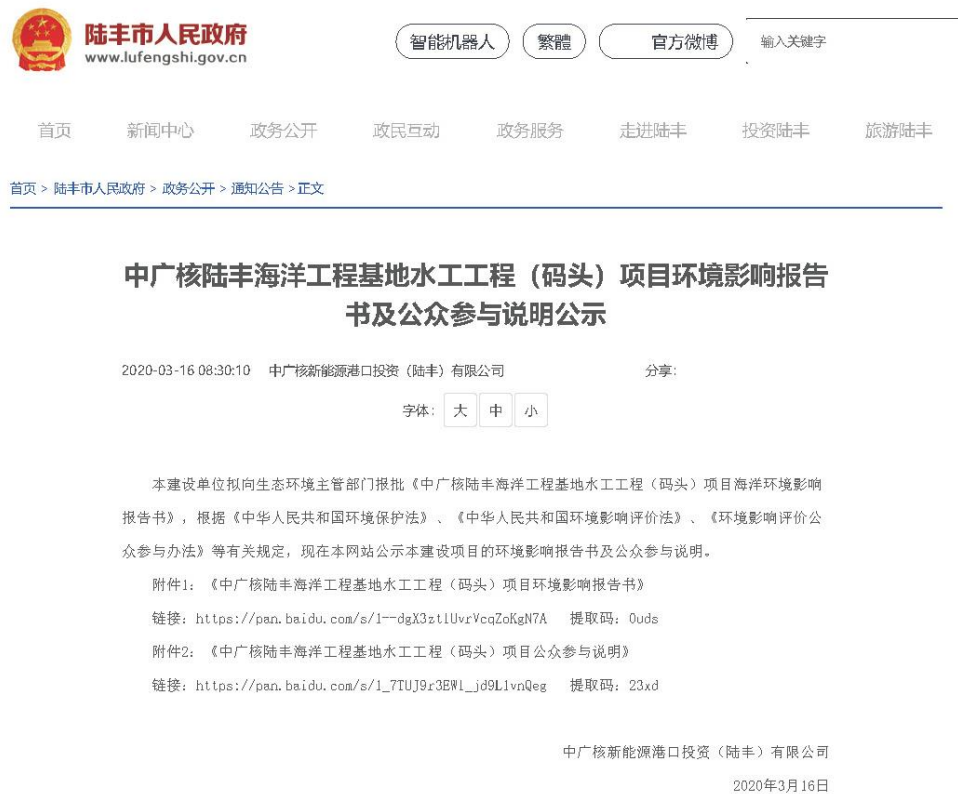 陆丰市人民政府
www.lufengshi.gov.cn
智能机器人 繁體 官方微博 输入关键字
首页 新闻中心 政务公开 政民互动 政务服务 走进陆丰 投资陆丰 旅游陆丰
首页 > 陆丰市人民政府 > 政务公开 > 通知公告 >正文
中广核陆丰海洋工程基地水工工程（码头）项目环境影响报告
书及公众参与说明公示
2020-03-16 08:30:10 中广核新能源港口投资（陆丰）有限公司 分享:
字体: 大 中 小
本建设单位拟向生态环境主管部门报批《中广核陆丰海洋工程基地水工工程（码头）项目海洋环境影响
报告书》，根据《中华人民共和国环境保护法》、《中华人民共和国环境影响评价法》、《环境影响评价公
众参与办法》等有关规定，现在本网站公示本建设项目的环境影响报告书及公众参与说明。
附件1：《中广核陆丰海洋工程基地水工工程（码头）项目环境影响报告书》
链接：https://pan.baidu.com/s/1--dgX3zt1UvrVcqZoKgN7A 提取码：0uds
附件2：《中广核陆丰海洋工程基地水工工程（码头）项目公众参与说明》
链接：https://pan.baidu.com/s/1_7TUJ9r3EW1_jd9L1vnQeg 提取码：23xd
中广核新能源港口投资（陆丰）有限公司
2020年3月16日